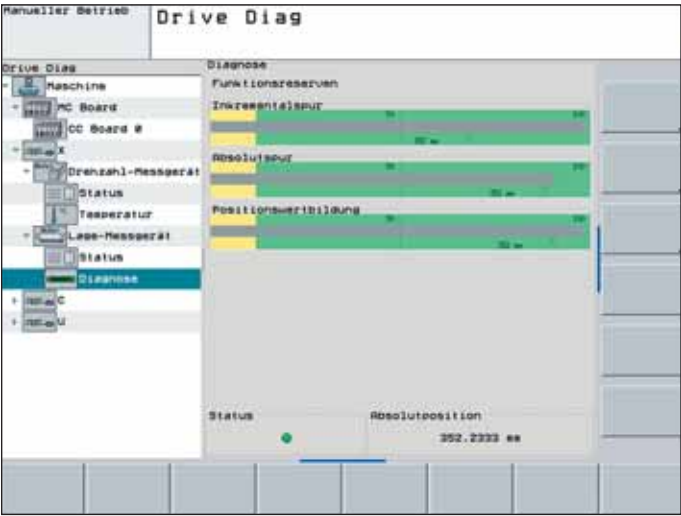 Manueller Betrieb
Drive Diag
Drive Diag
Maschine
MC Board
CC Board 0
X
Drehzahl-Messgerät
Status
Temperatur
Lage-Messgerät
Status
Diagnose
C
U
Diagnose
Funktionsreserven
Inkrementalspur
Absolutspur
Positionswertbildung
Status
Absolutposition
352.2333 mm